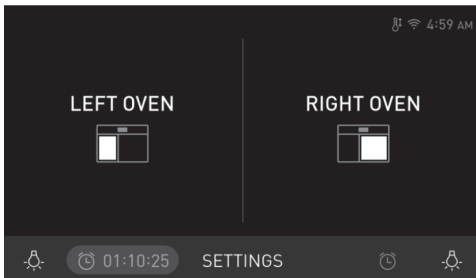 4:59 AM
LEFT OVEN
RIGHT OVEN
01:10:25
SETTINGS